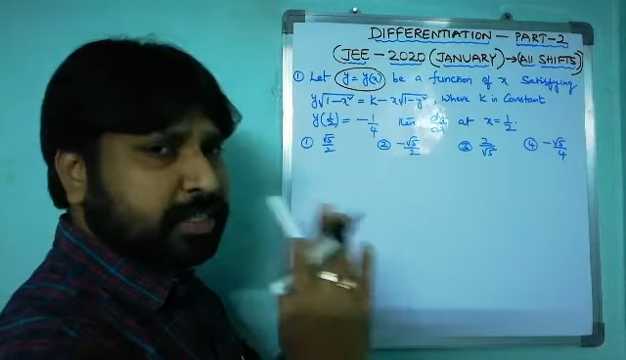 DIFFERENTIATION - PART-2
(JEE - 2020 (JANUARY) → (All SHIFTS)
① Let y = y(x) be a function of x Satisfying
y√1-x² = k - x√1-y², Where K is Constant
y(1/2) = -1/4 then dy/dx at x = 1/2.
① √5/2 ② -√5/2 ③ 2/√5 ④ -√5/4